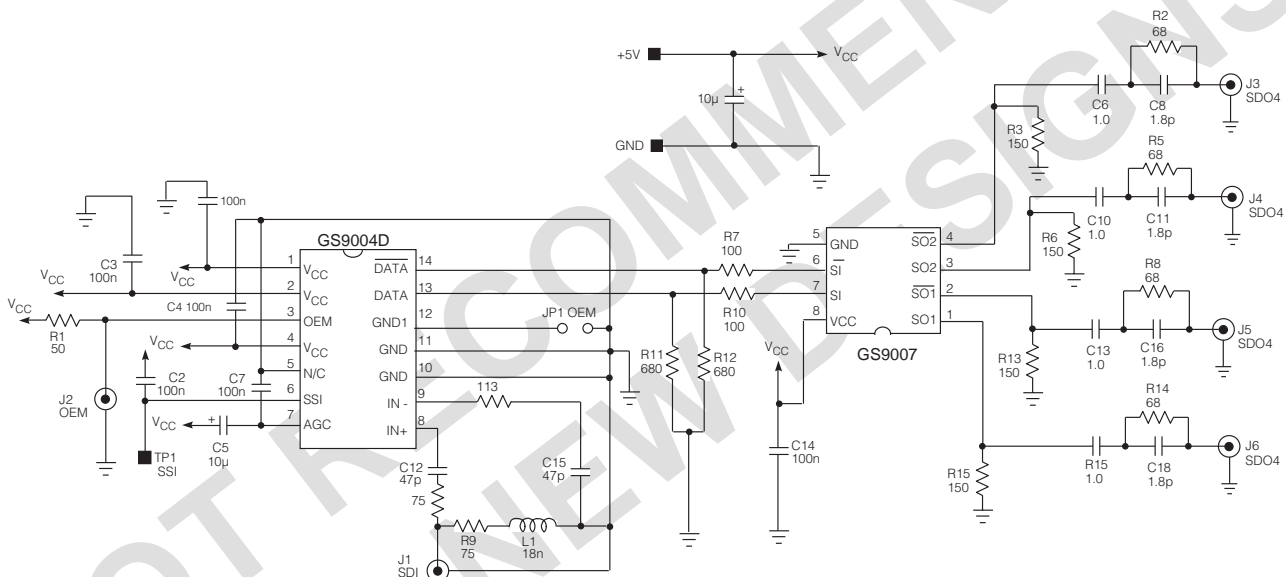 NOT RECOMMEN
NEW DESIGNS
+5V
VCC
10µ
+
GND
R2
68
C6
1.0
C8
1.8p
J3
SDO4
R3
150
R5
68
C10
1.0
C11
1.8p
J4
SDO4
R6
150
R8
68
C13
1.0
C16
1.8p
J5
SDO4
R13
150
R14
68
R15
1.0
C18
1.8p
J6
SDO4
R15
150
100n
C3
100n
VCC
VCC
VCC
R1
50
C4 100n
VCC
C2
100n
C7
100n
J2
OEM
VCC
+
C5
10µ
TP1
SSI
GS9004D
1 VCC
2 VCC
3 OEM
4 VCC
5 N/C
6 SSI
7 AGC
DATA 14
DATA 13
GND1 12
GND 11
GND 10
IN - 9
IN+ 8
JP1 OEM
113
C12
47p
75
C15
47p
R9
75
L1
18n
J1
SDI
R7
100
R10
100
R11
680
R12
680
VCC
C14
100n
5 GND
6 SI
7 SI
8 VCC
SO2 4
SO2 3
SO1 2
SO1 1
GS9007